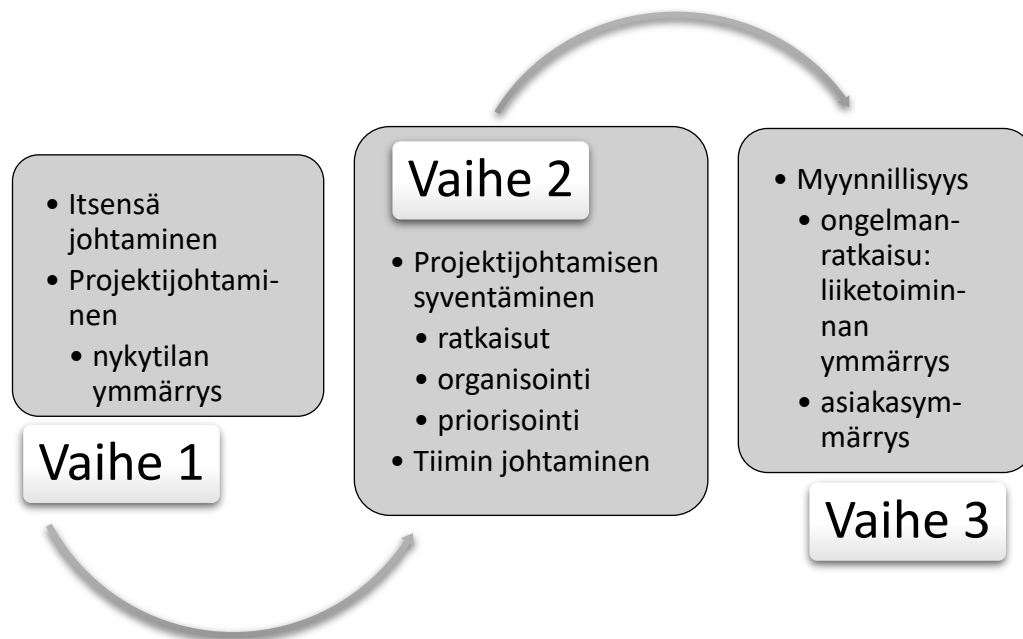 • Itsensä
johtaminen
• Projektijohtami-
nen
• nykytilan
ymmärrys
Vaihe 1
Vaihe 2
• Projektijohtamisen
syventäminen
• ratkaisut
• organisointi
• priorisointi
• Tiimin johtaminen
• Myynnillisyys
• ongelman-
ratkaisu:
liiketoimin-
nan
ymmärrys
• asiakasym-
märrys
Vaihe 3